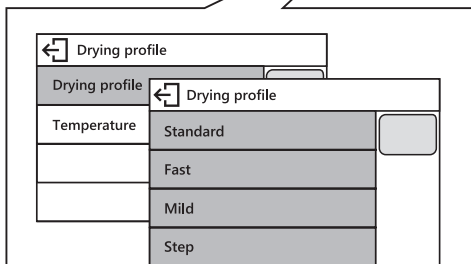 Drying profile
Drying profile
Temperature
Drying profile
Standard
Fast
Mild
Step